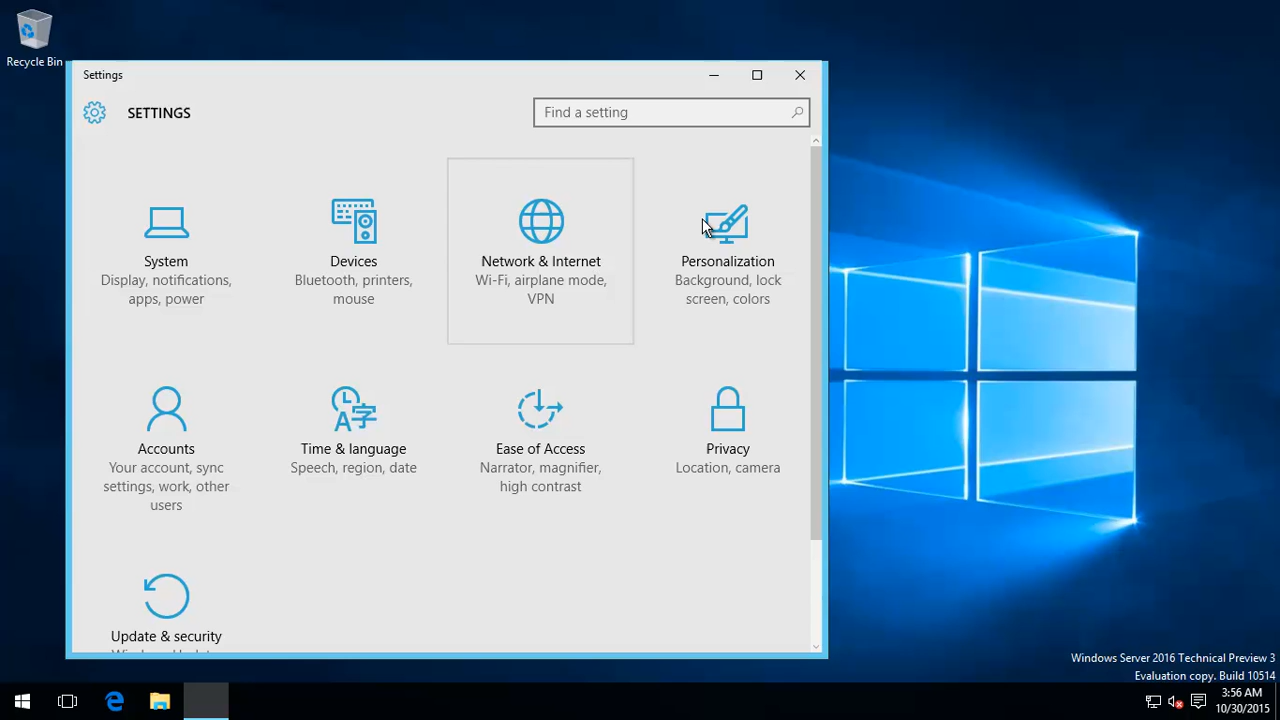 Recycle Bin
Settings
SETTINGS
Find a setting
System
Display, notifications,
apps, power
Devices
Bluetooth, printers,
mouse
Network & Internet
Wi-Fi, airplane mode,
VPN
Personalization
Background, lock
screen, colors
Accounts
Your account, sync
settings, work, other
users
Time & language
Speech, region, date
Ease of Access
Narrator, magnifier,
high contrast
Privacy
Location, camera
Update & security
Windows Server 2016 Technical Preview 3
Evaluation copy. Build 10514
3:56 AM
10/30/2015